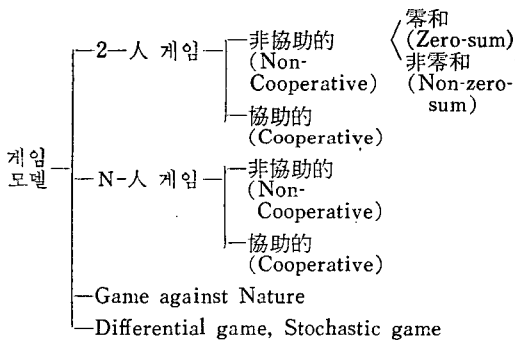 게임
모델
2-人 게임
非協助的
(Non-
Cooperative)
零和
(Zero-sum)
非零和
(Non-zero-
sum)
協助的
(Cooperative)
N-人 게임
非協助的
(Non-
Cooperative)
協助的
(Cooperative)
Game against Nature
Differential game, Stochastic game